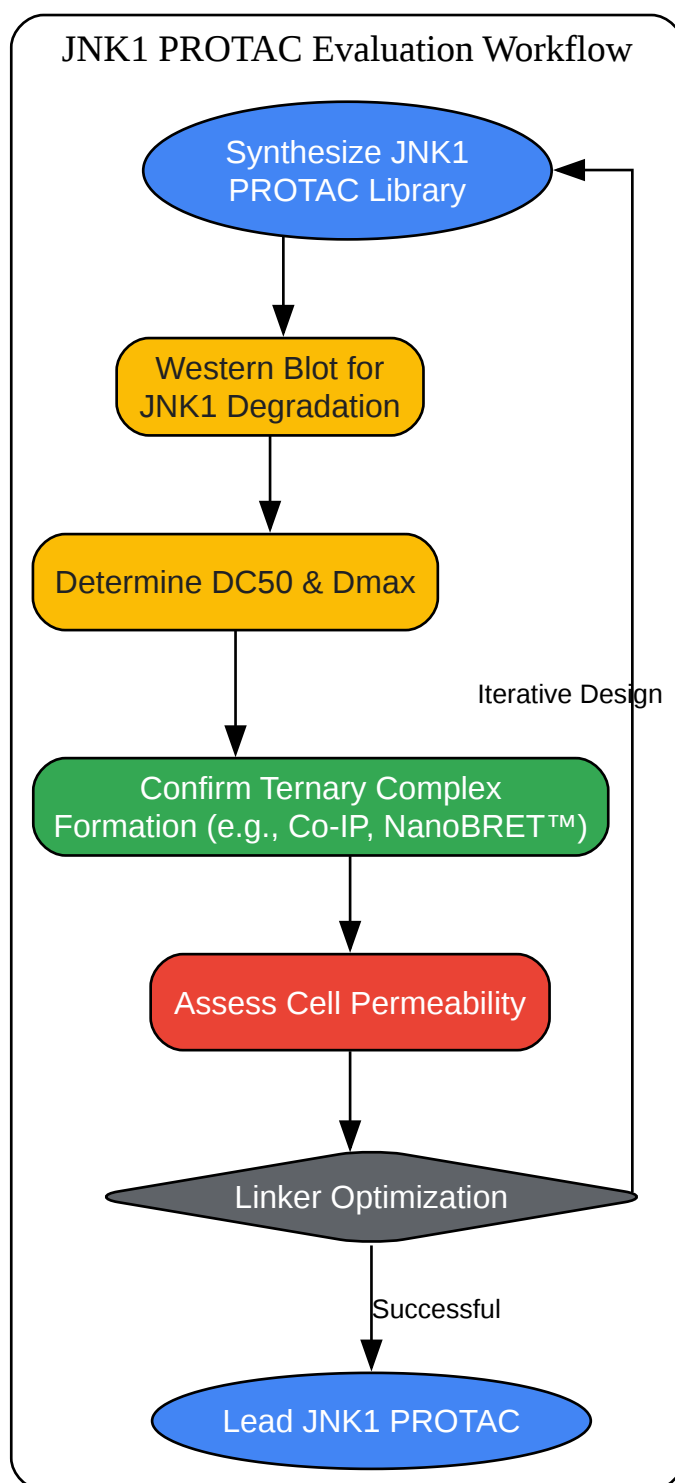 JNK1 PROTAC Evaluation Workflow
Synthesize JNK1
PROTAC Library
Western Blot for
JNK1 Degradation
Determine DC50 & Dmax
Iterative Design
Confirm Ternary Complex
Formation (e.g., Co-IP, NanoBRET™)
Assess Cell Permeability
Linker Optimization
Successful
Lead JNK1 PROTAC